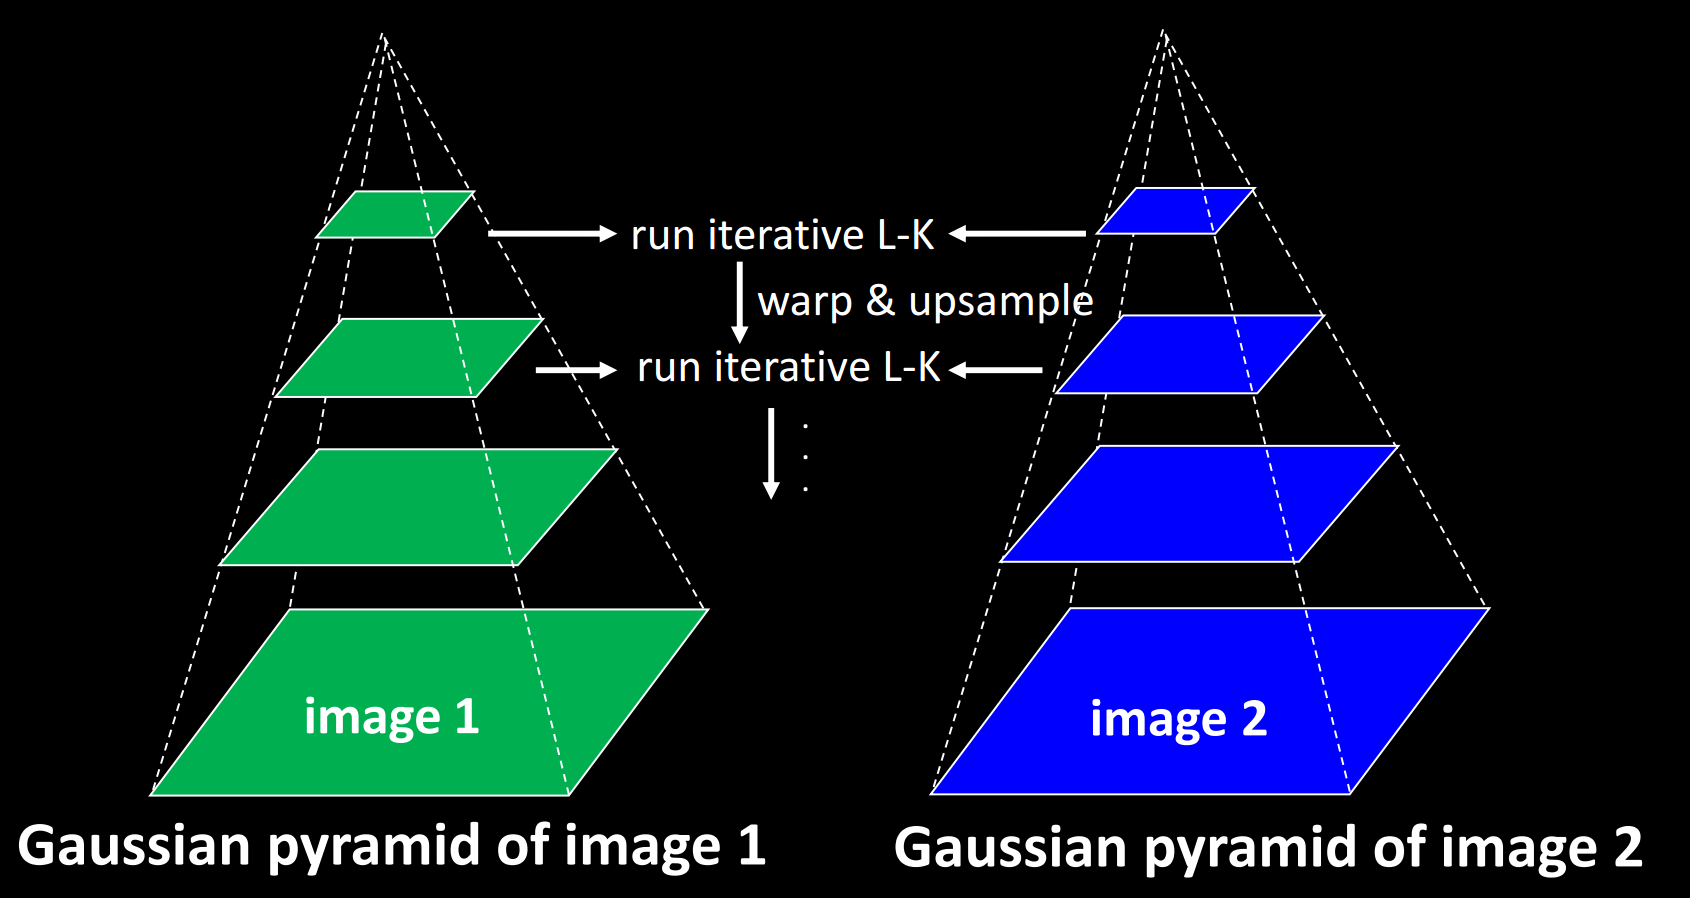 run iterative L-K
warp & upsample
run iterative L-K
.
.
.
image 1
image 2
Gaussian pyramid of image 1
Gaussian pyramid of image 2